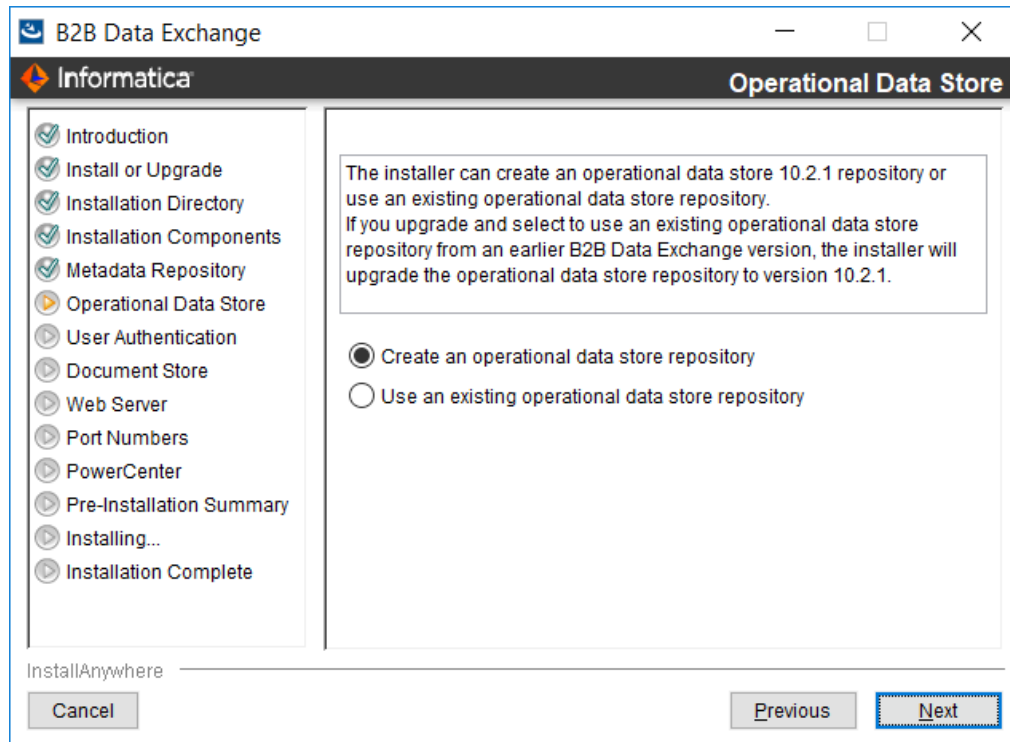 B2B Data Exchange
Informatica
Operational Data Store
Introduction
Install or Upgrade
Installation Directory
Installation Components
Metadata Repository
Operational Data Store
User Authentication
Document Store
Web Server
Port Numbers
PowerCenter
Pre-Installation Summary
Installing...
Installation Complete
The installer can create an operational data store 10.2.1 repository or
use an existing operational data store repository.
If you upgrade and select to use an existing operational data store
repository from an earlier B2B Data Exchange version, the installer will
upgrade the operational data store repository to version 10.2.1.
Create an operational data store repository
Use an existing operational data store repository
InstallAnywhere
Cancel
Previous
Next